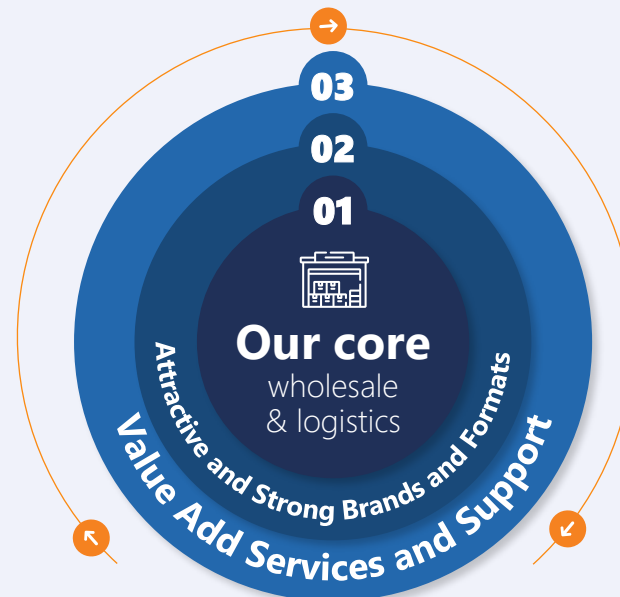 03
02
01
Our core
wholesale
& logistics
Attractive and Strong Brands and Formats
Value Add Services and Support